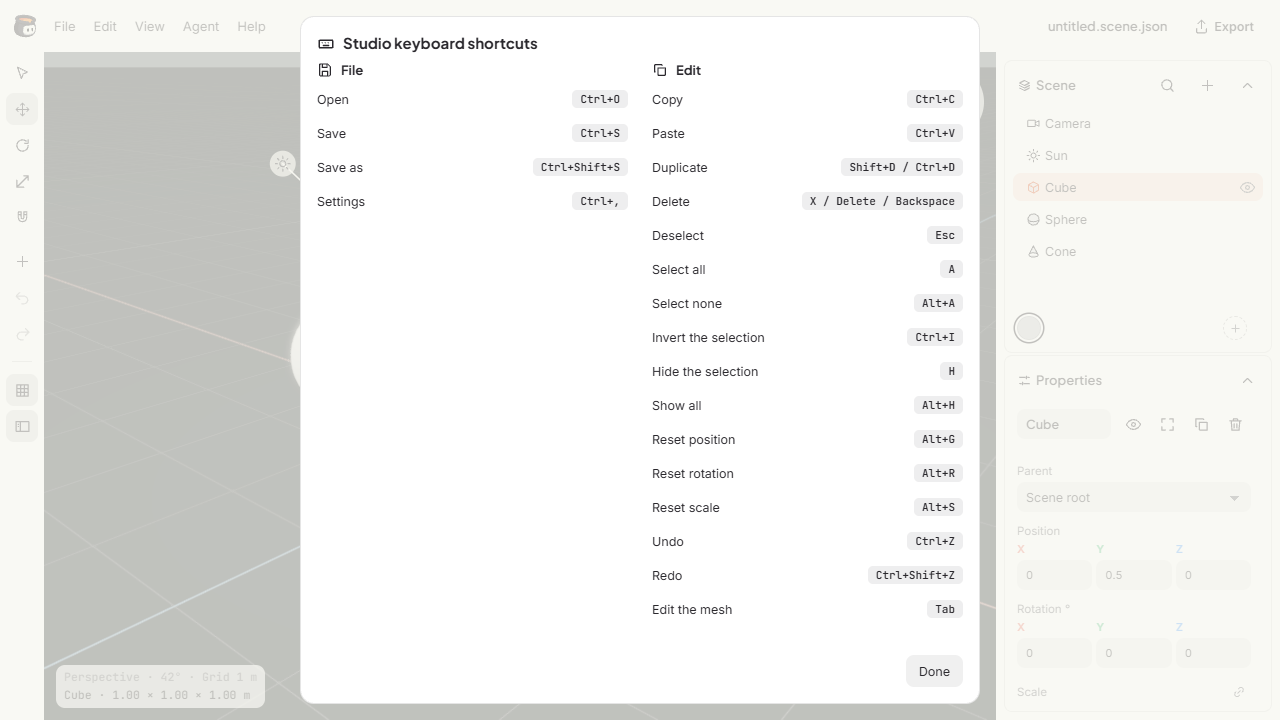 File Edit View Agent Help
untitled.scene.json Export
Studio keyboard shortcuts
File
Open Ctrl+O
Save Ctrl+S
Save as Ctrl+Shift+S
Settings Ctrl+,
Edit
Copy Ctrl+C
Paste Ctrl+V
Duplicate Shift+D / Ctrl+D
Delete X / Delete / Backspace
Deselect Esc
Select all A
Select none Alt+A
Invert the selection Ctrl+I
Hide the selection H
Show all Alt+H
Reset position Alt+G
Reset rotation Alt+R
Reset scale Alt+S
Undo Ctrl+Z
Redo Ctrl+Shift+Z
Edit the mesh Tab
Done
Scene
Camera
Sun
Cube
Sphere
Cone
Properties
Cube
Parent
Scene root
Position
X Y Z
0 0.5 0
Rotation *
X Y Z
0 0 0
Scale
Perspective · 42° · Grid 1 m
Cube · 1.00 × 1.00 × 1.00 m